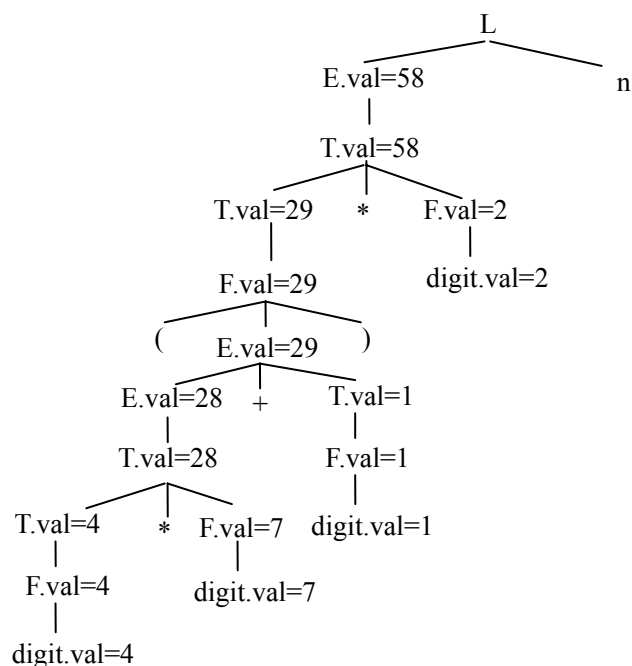 L
E.val=58 n
T.val=58
T.val=29 * F.val=2
F.val=29 digit.val=2
( E.val=29 )
E.val=28 + T.val=1
T.val=28 F.val=1
T.val=4 * F.val=7 digit.val=1
F.val=4 digit.val=7
digit.val=4